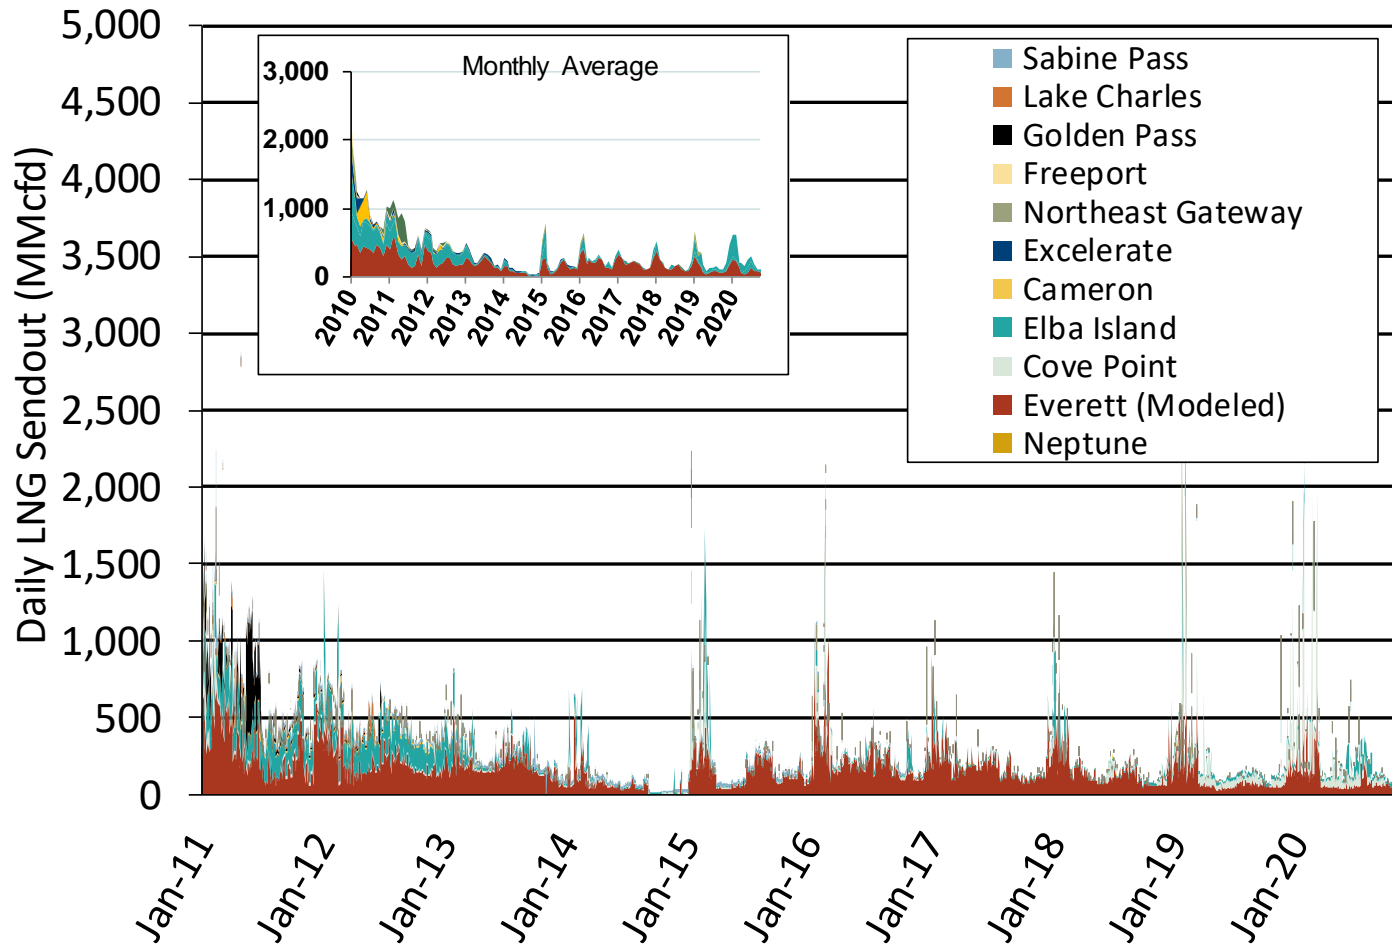 Daily LNG Sendout (MMcfd)
5,000
4,500
4,000
3,500
3,000
2,500
2,000
1,500
1,000
500
0
Monthly Average
3,000
2,000
1,000
0
2010
2011
2012
2013
2014
2015
2016
2017
2018
2019
2020
Sabine Pass
Lake Charles
Golden Pass
Freeport
Northeast Gateway
Excelerate
Cameron
Elba Island
Cove Point
Everett (Modeled)
Neptune
Jan-11
Jan-12
Jan-13
Jan-14
Jan-15
Jan-16
Jan-17
Jan-18
Jan-19
Jan-20